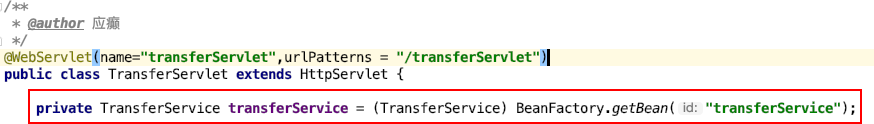 /**
 * @author 应癫
 */
@WebServlet(name="transferServlet",urlPatterns = "/transferServlet")
public class TransferServlet extends HttpServlet {
private TransferService transferService = (TransferService) BeanFactory.getBean( id: "transferService");